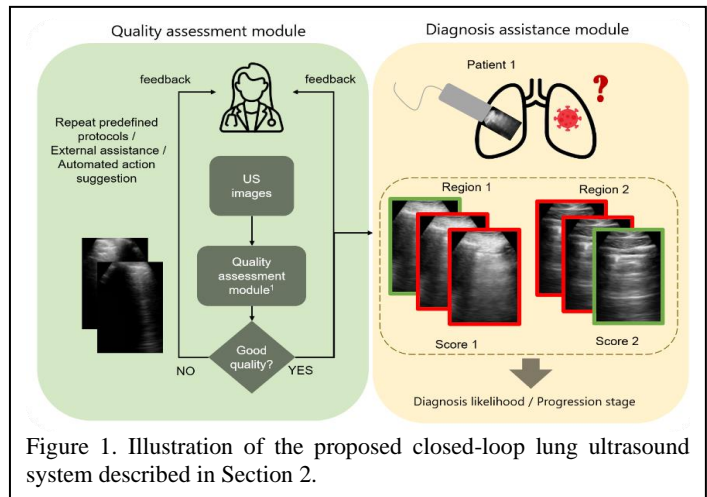 Quality assessment module
feedback
feedback
Repeat predefined
protocols /
External assistance /
Automated action
suggestion
US
images
Quality
assessment
module1
Good
quality?
NO
YES
Diagnosis assistance module
Patient 1
?
Region 1
Region 2
Score 1
Score 2
Diagnosis likelihood / Progression stage
Figure 1. Illustration of the proposed closed-loop lung ultrasound
system described in Section 2.